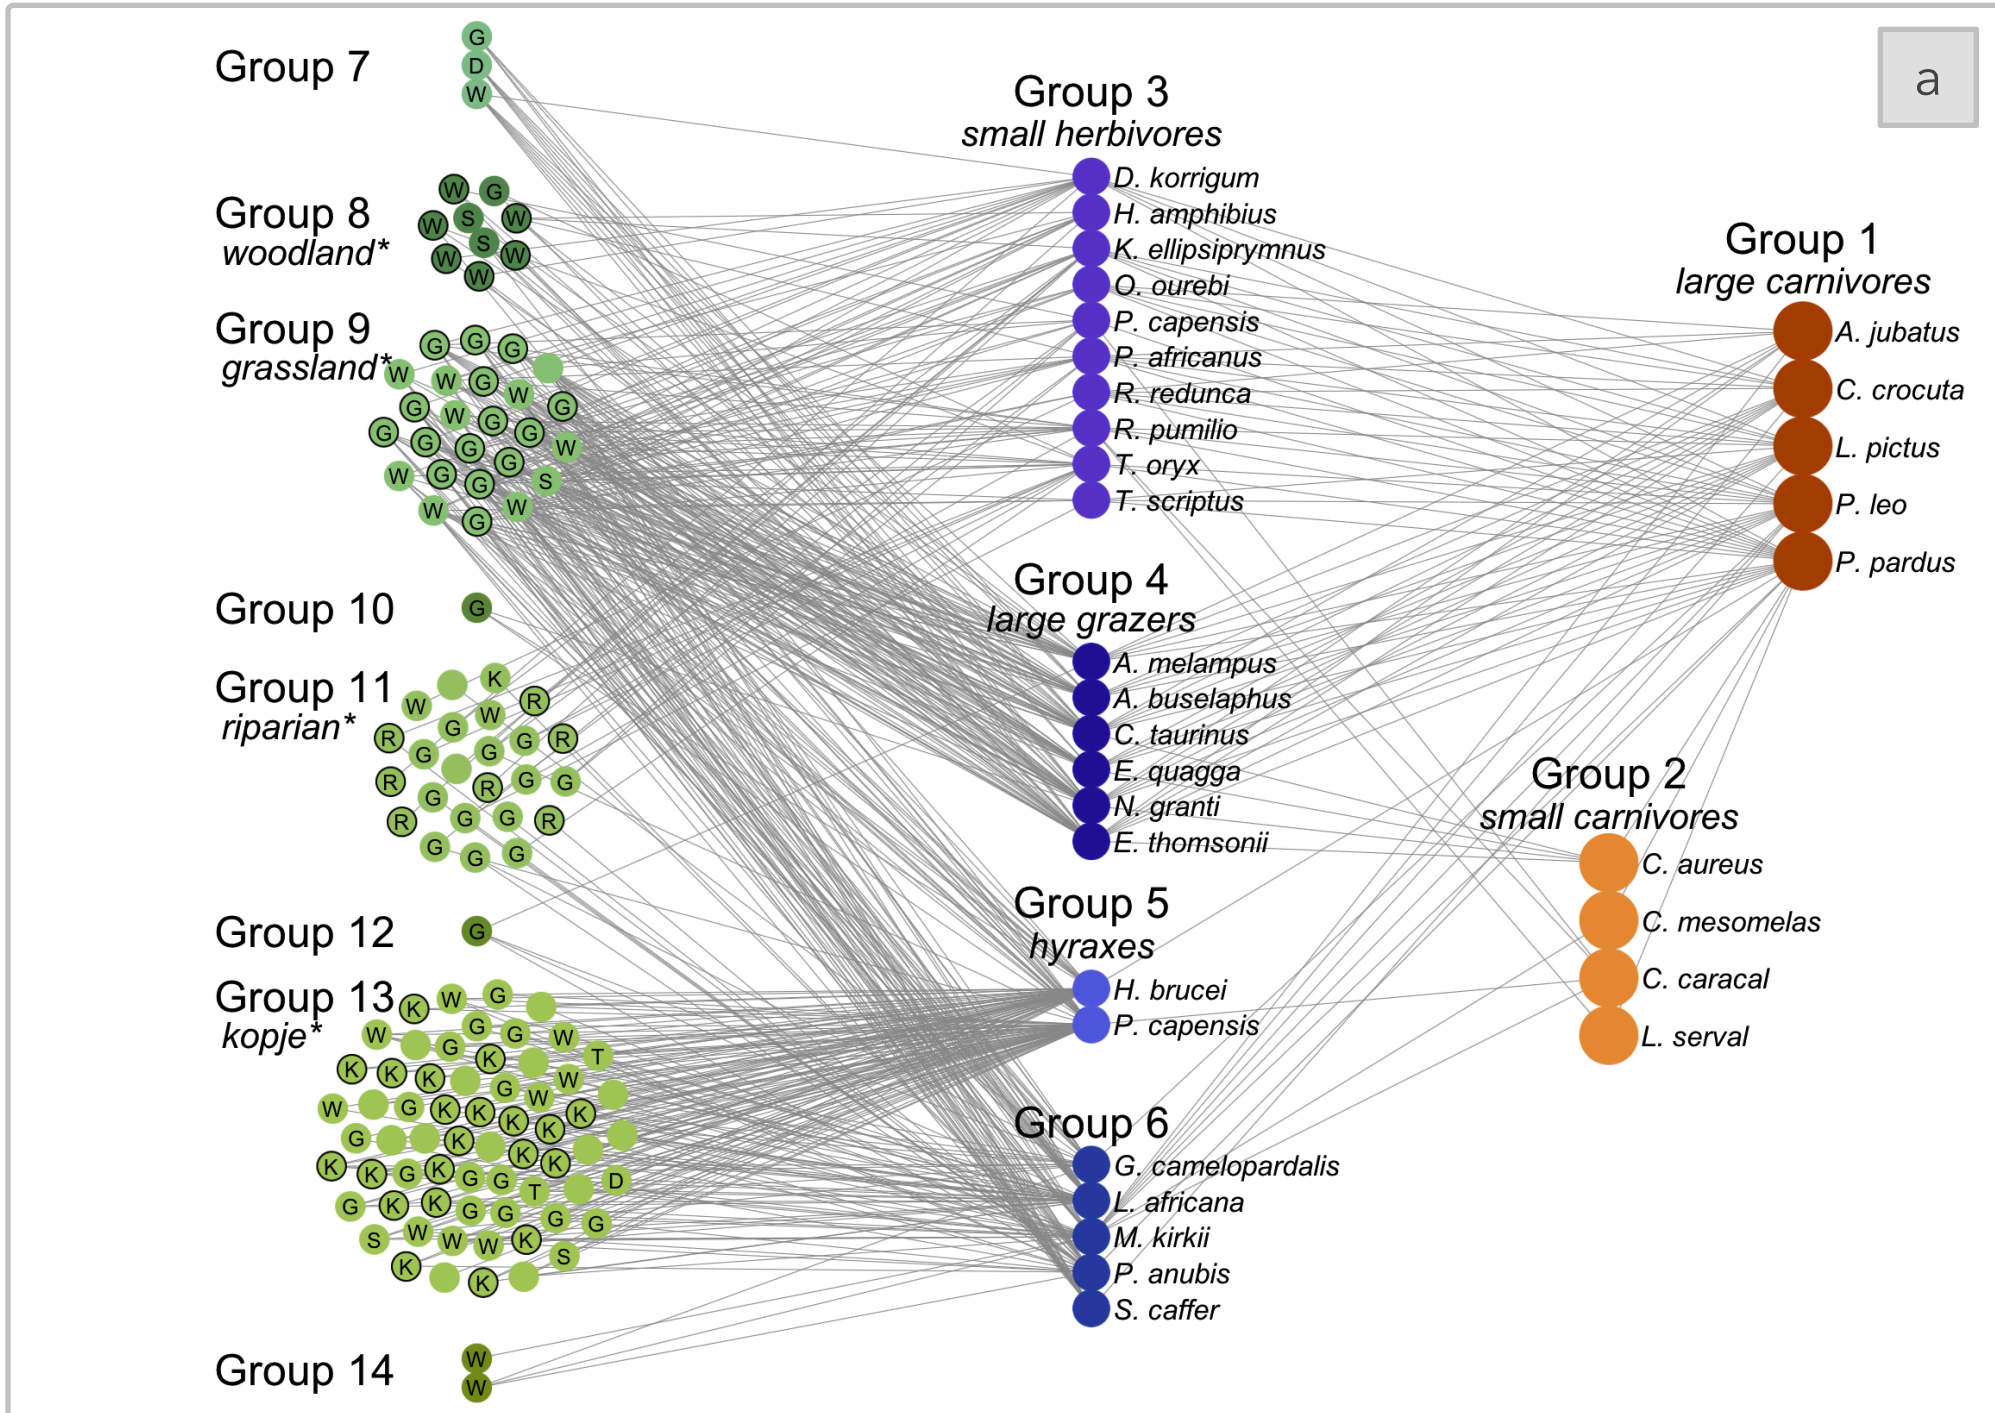 a
Group 7
G
D
W
Group 8
woodland*
W G
S
W W
S
W W
W
Group 9
grassland*
G G G
W W G W
G W G G
G G G G W
W G G G S
W G W
Group 10
G
Group 11
riparian*
K
W R
G W
R G G G R
R R G G
G
R G G R
G G G
Group 12
G
Group 13
kopje*
K W G
W G G G W
K T
K K K G W W
W G K K K K K
G K K K
K K G K G G T D
G K K G G G G
S W W W K S
K K
Group 14
W
W
Group 3
small herbivores
D. korrigum
H. amphibius
K. ellipsiprymnus
O. ourebi
P. capensis
P. africanus
R. redunca
R. pumilio
T. oryx
T. scriptus
Group 4
large grazers
A. melampus
A. buselaphus
C. taurinus
E. quagga
N. granti
E. thomsonii
Group 5
hyraxes
H. brucei
P. capensis
Group 6
G. camelopardalis
L. africana
M. kirkii
P. anubis
S. caffer
Group 1
large carnivores
A. jubatus
C. crocuta
L. pictus
P. leo
P. pardus
Group 2
small carnivores
C. aureus
C. mesomelas
C. caracal
L. serval